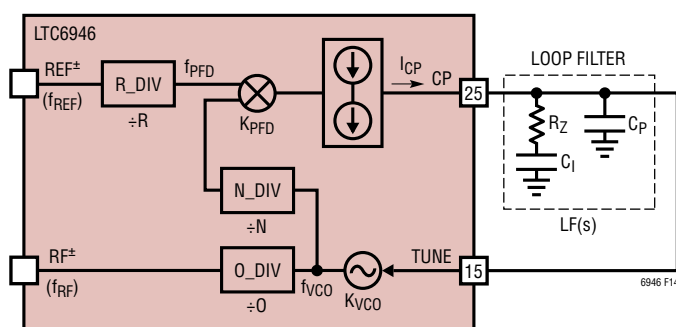 LTC6946
REF±
(fREF)
R_DIV
÷R
fPFD
KPFD
ICP
CP
25
LOOP FILTER
RZ
CI
CP
LF(s)
N_DIV
÷N
RF±
(fRF)
O_DIV
÷O
fVCO
KVCO
TUNE
15
6946 F14